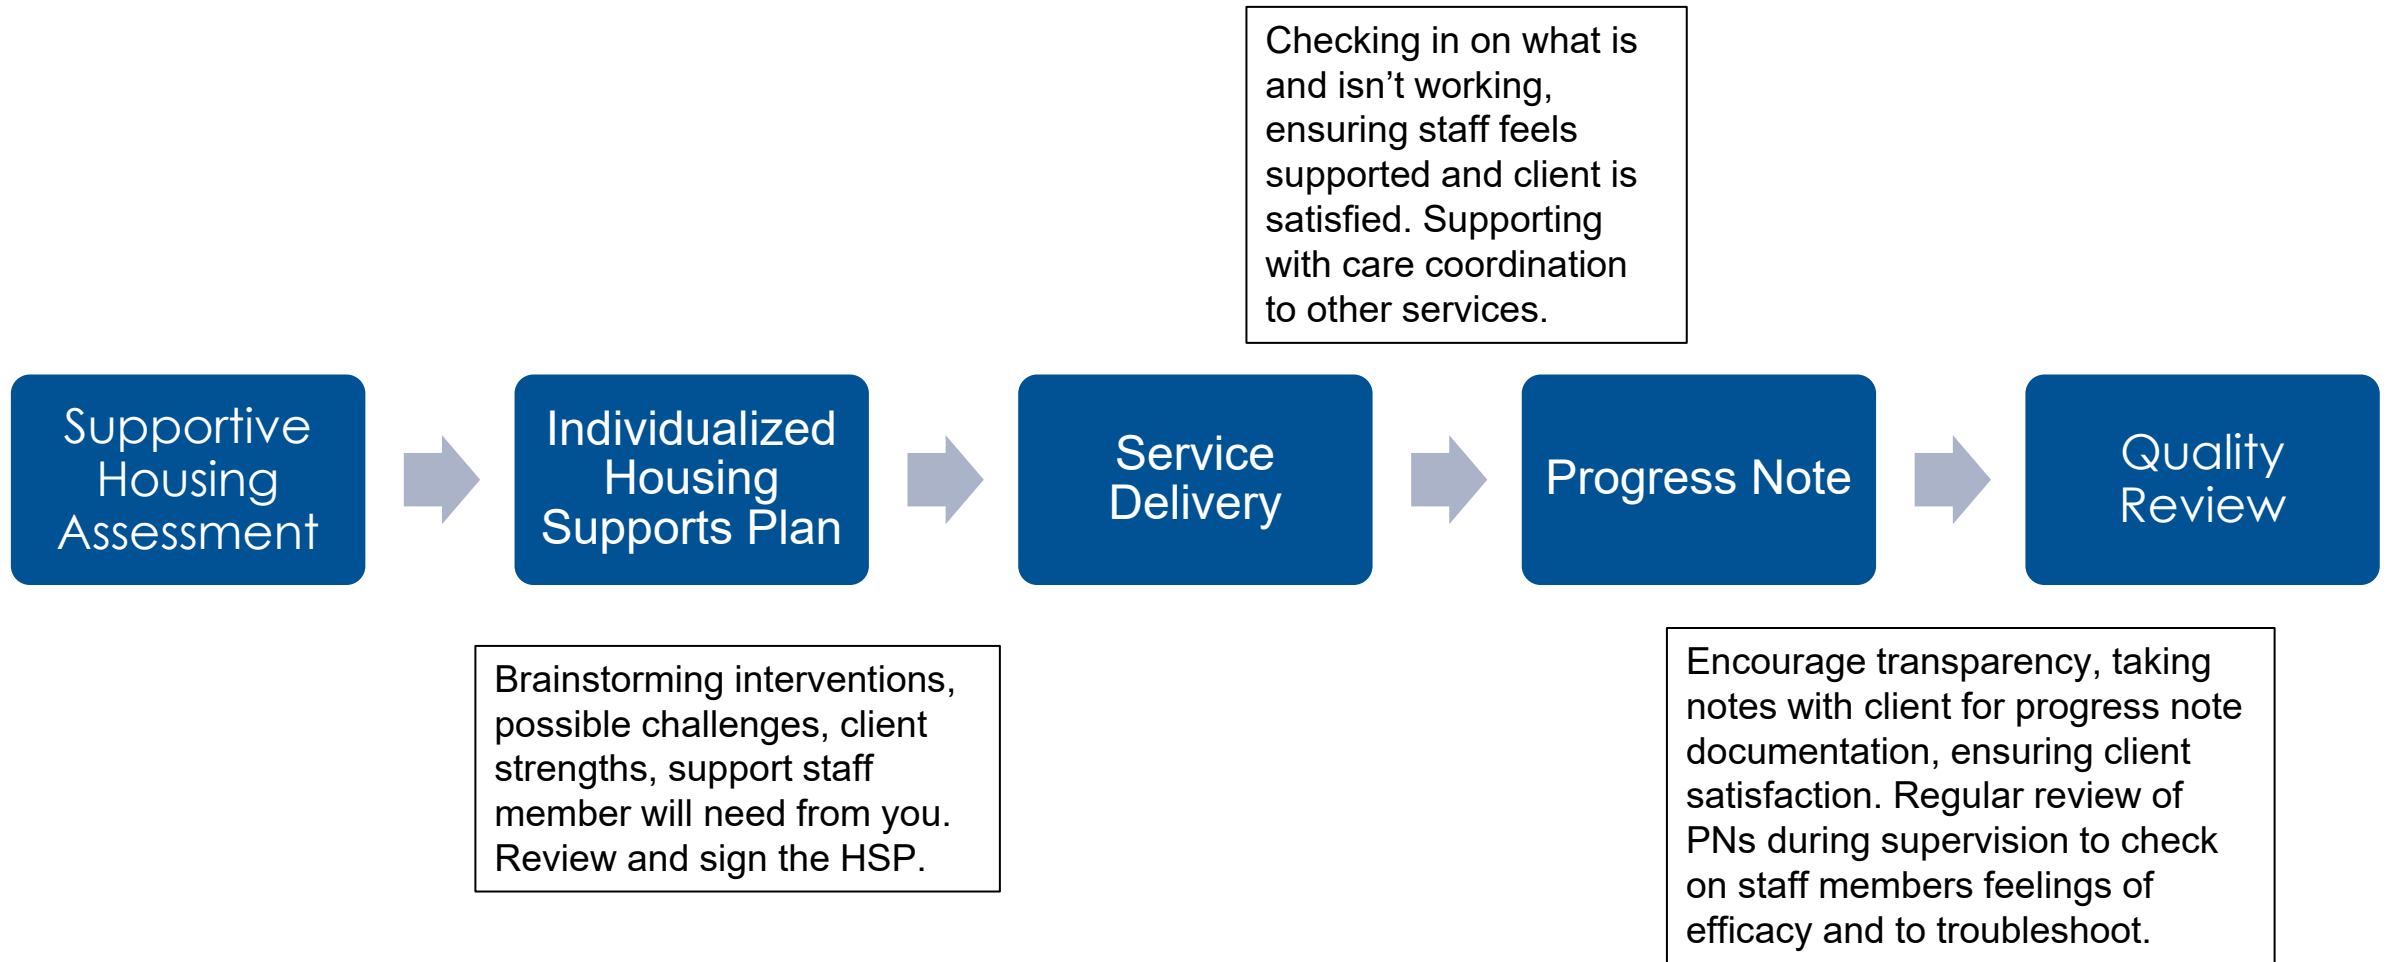 Checking in on what is
and isn’t working,
ensuring staff feels
supported and client is
satisfied. Supporting
with care coordination
to other services.
Supportive
Housing
Assessment
Individualized
Housing
Supports Plan
Service
Delivery
Progress Note
Quality
Review
Brainstorming interventions,
possible challenges, client
strengths, support staff
member will need from you.
Review and sign the HSP.
Encourage transparency, taking
notes with client for progress note
documentation, ensuring client
satisfaction. Regular review of
PNs during supervision to check
on staff members feelings of
efficacy and to troubleshoot.